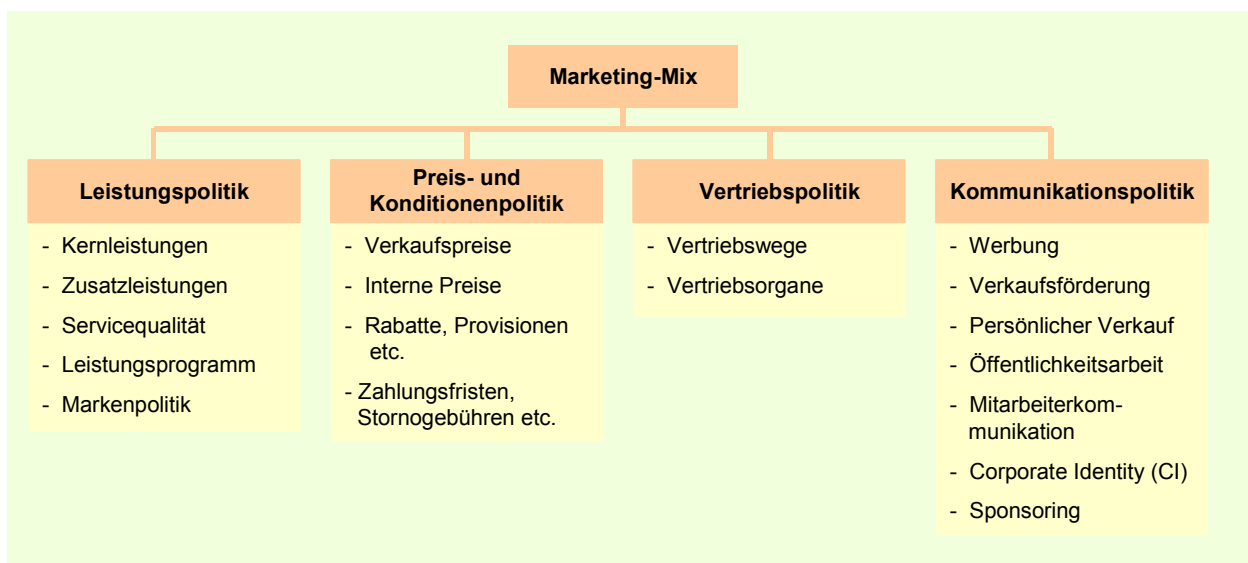 Marketing-Mix
Leistungspolitik
- Kernleistungen
- Zusatzleistungen
- Servicequalität
- Leistungsprogramm
- Markenpolitik
Preis- und
Konditionenpolitik
- Verkaufspreise
- Interne Preise
- Rabatte, Provisionen
etc.
- Zahlungsfristen,
Stornogebühren etc.
Vertriebspolitik
- Vertriebswege
- Vertriebsorgane
Kommunikationspolitik
- Werbung
- Verkaufsförderung
- Persönlicher Verkauf
- Öffentlichkeitsarbeit
- Mitarbeiterkom-
munikation
- Corporate Identity (CI)
- Sponsoring